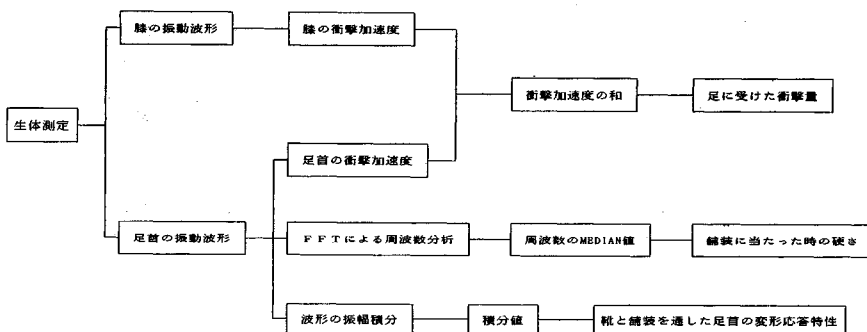 膝の振動波形
膝の衝撃加速度
衝撃加速度の和
足に受けた衝撃量
生体測定
足首の衝撃加速度
足首の振動波形
FFTによる周波数分析
周波数のMEDIAN値
舗装に当たった時の硬さ
波形の振幅積分
積分値
靴と舗装を通した足首の変形応答特性